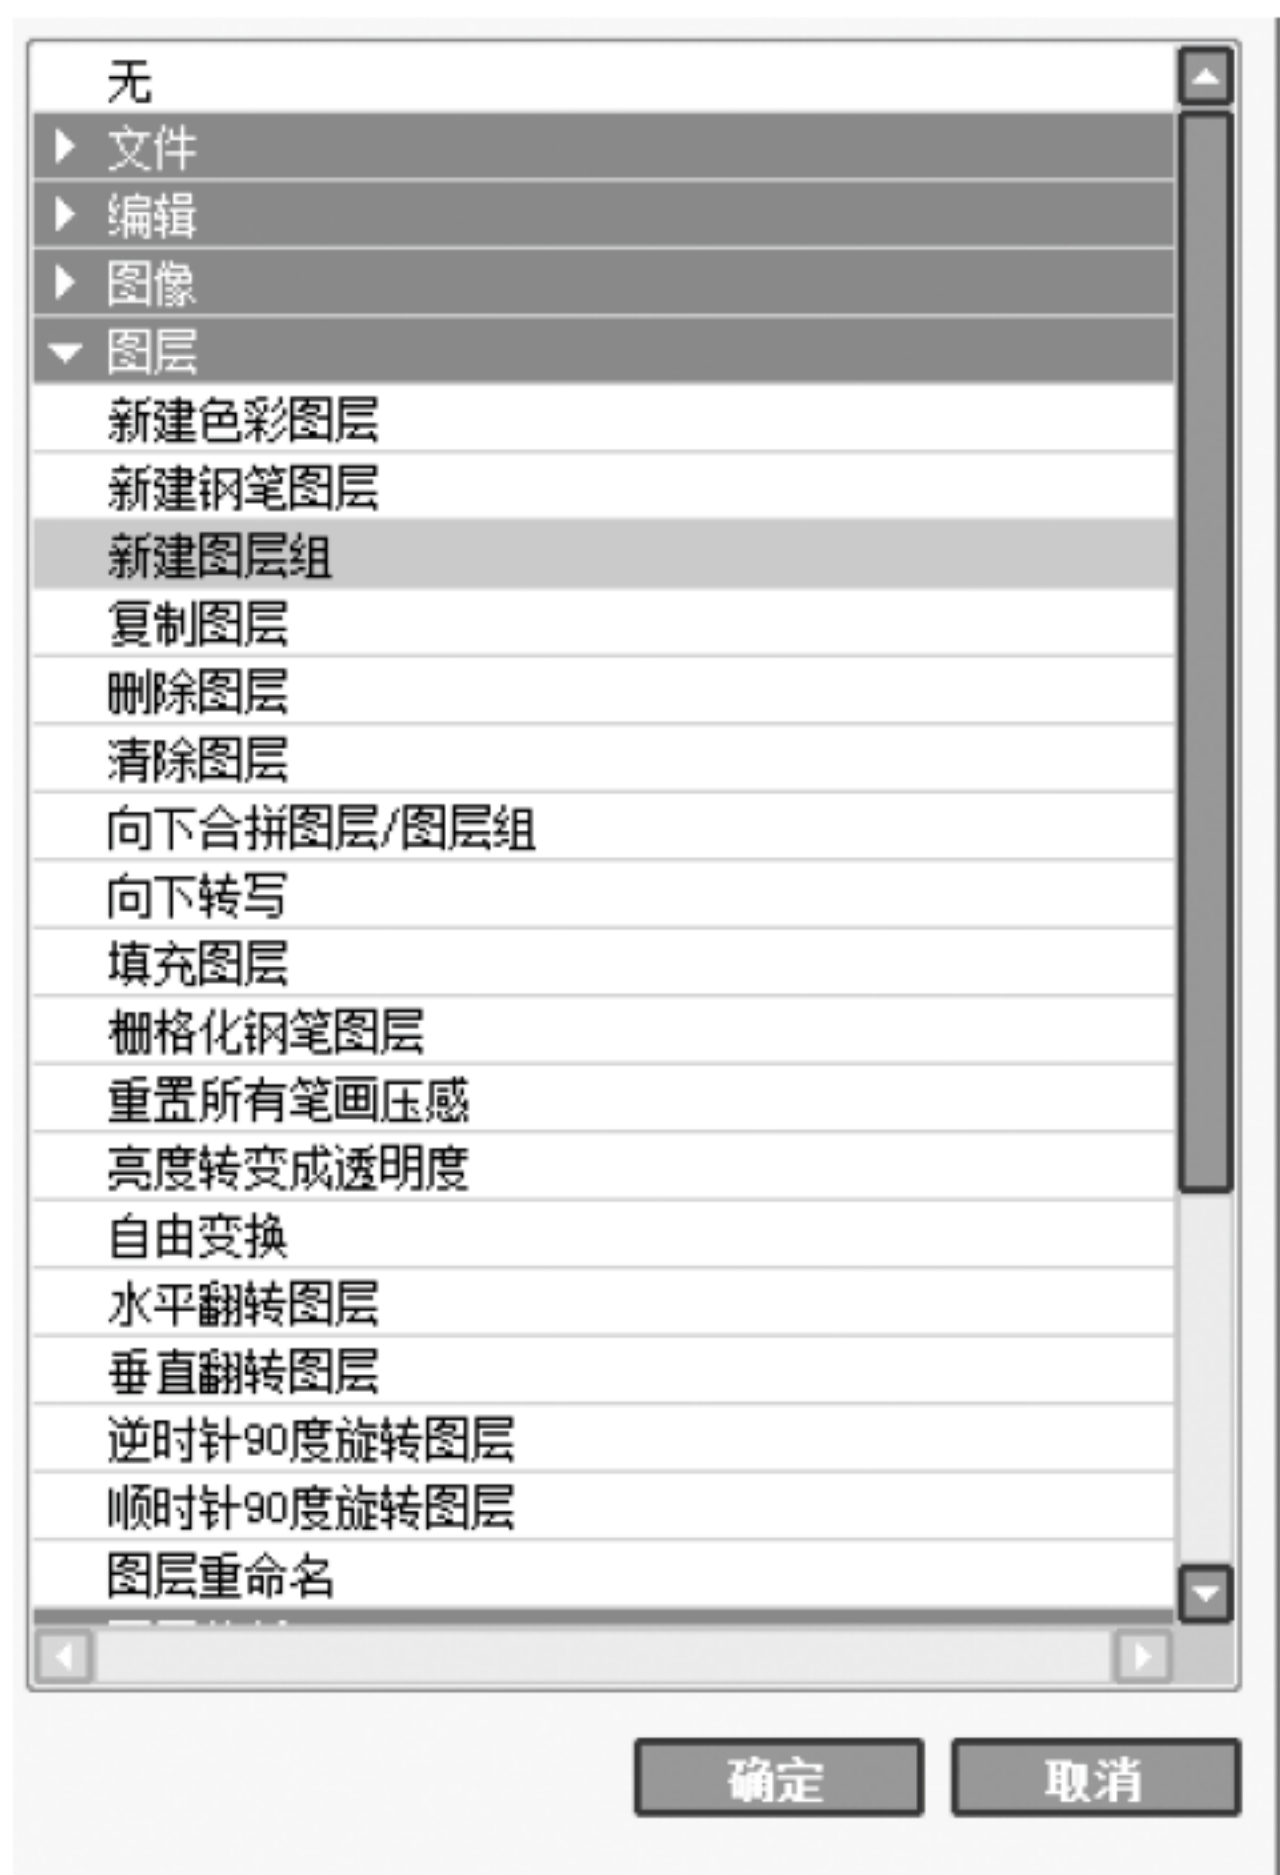 无
文件
编辑
图像
图层
新建色彩图层
新建钢笔图层
新建图层组
复制图层
删除图层
清除图层
向下合拼图层/图层组
向下转写
填充图层
栅格化钢笔图层
重置所有笔画压感
亮度转变成透明度
自由变换
水平翻转图层
垂直翻转图层
逆时针90度旋转图层
顺时针90度旋转图层
图层重命名
确定 取消